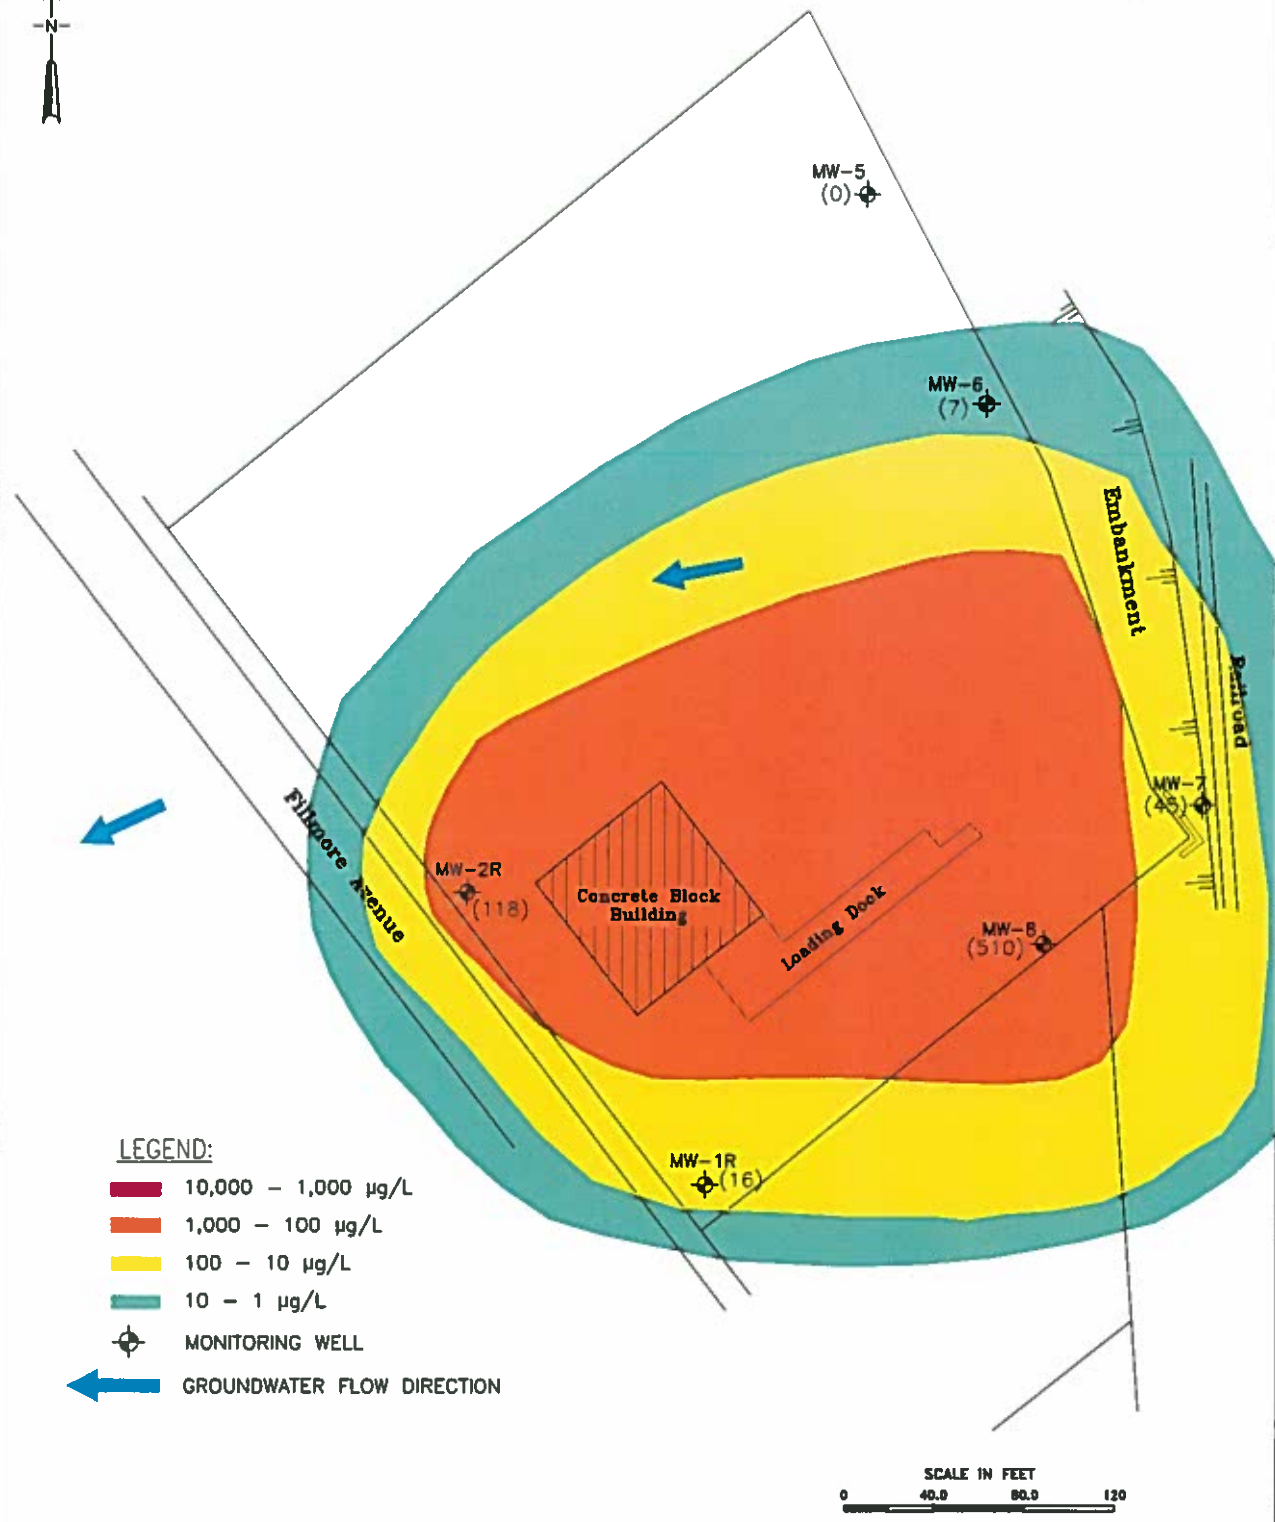 -N-
MW-5
(0)
MW-6
(7)
Embankment
Railroad
MW-7
(45)
Fillmore Avenue
MW-2R
(118)
Concrete Block
Building
Loading Dock
MW-8
(510)
MW-1R
(16)
LEGEND:
10,000 - 1,000 µg/L
1,000 - 100 µg/L
100 - 10 µg/L
10 - 1 µg/L
MONITORING WELL
GROUNDWATER FLOW DIRECTION
SCALE IN FEET
0 40.0 80.0 120